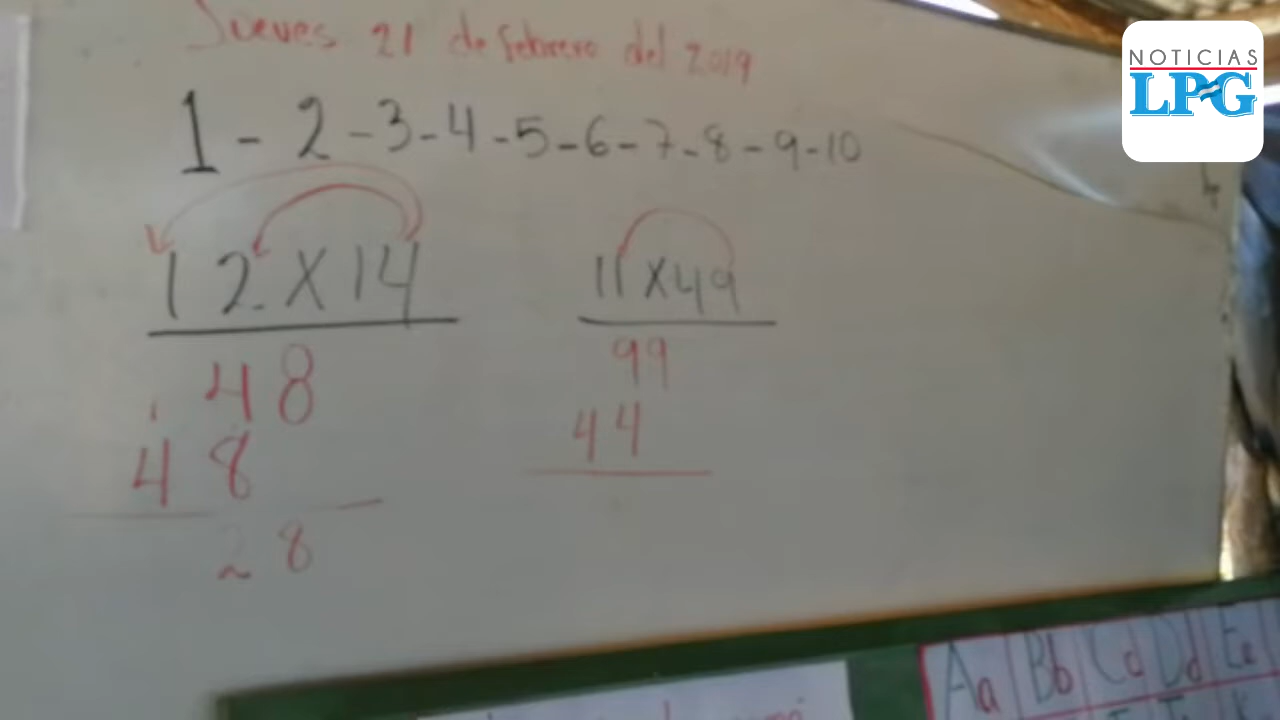 Jueves 21 de febrero del 2019
NOTICIAS
LPG
1 - 2 - 3 - 4 - 5 - 6 - 7 - 8 - 9 - 10
12 X 14
48
48
28
11 X 49
99
44
Aa Bb Cc Dd Ee